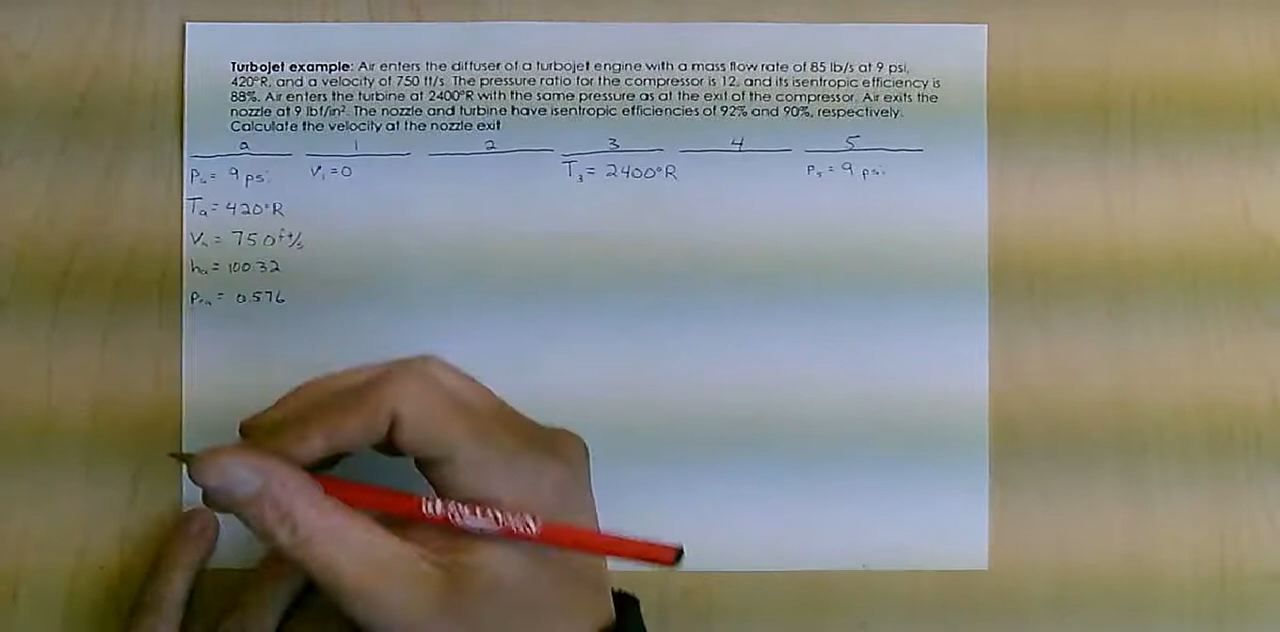 Turbojet example: Air enters the diffuser of a turbojet engine with a mass flow rate of 85 lb/s at 9 psi,
420°R, and a velocity of 750 ft/s. The pressure ratio for the compressor is 12, and its isentropic efficiency is
88%. Air enters the turbine at 2400°R with the same pressure as at the exit of the compressor. Air exits the
nozzle at 9 lbf/in². The nozzle and turbine have isentropic efficiencies of 92% and 90%, respectively.
Calculate the velocity at the nozzle exit
a 1 2 3 4 5
Pₐ = 9 psi V₁ = 0 T₃ = 2400°R P₅ = 9 psi
Tₐ = 420°R
Vₐ = 750 ft/s
hₐ = 100.32
Pᵣₐ = 0.576